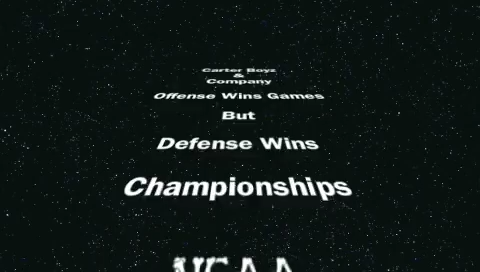 Carter Boyz
&
Company
Offense Wins Games
But
Defense Wins
Championships